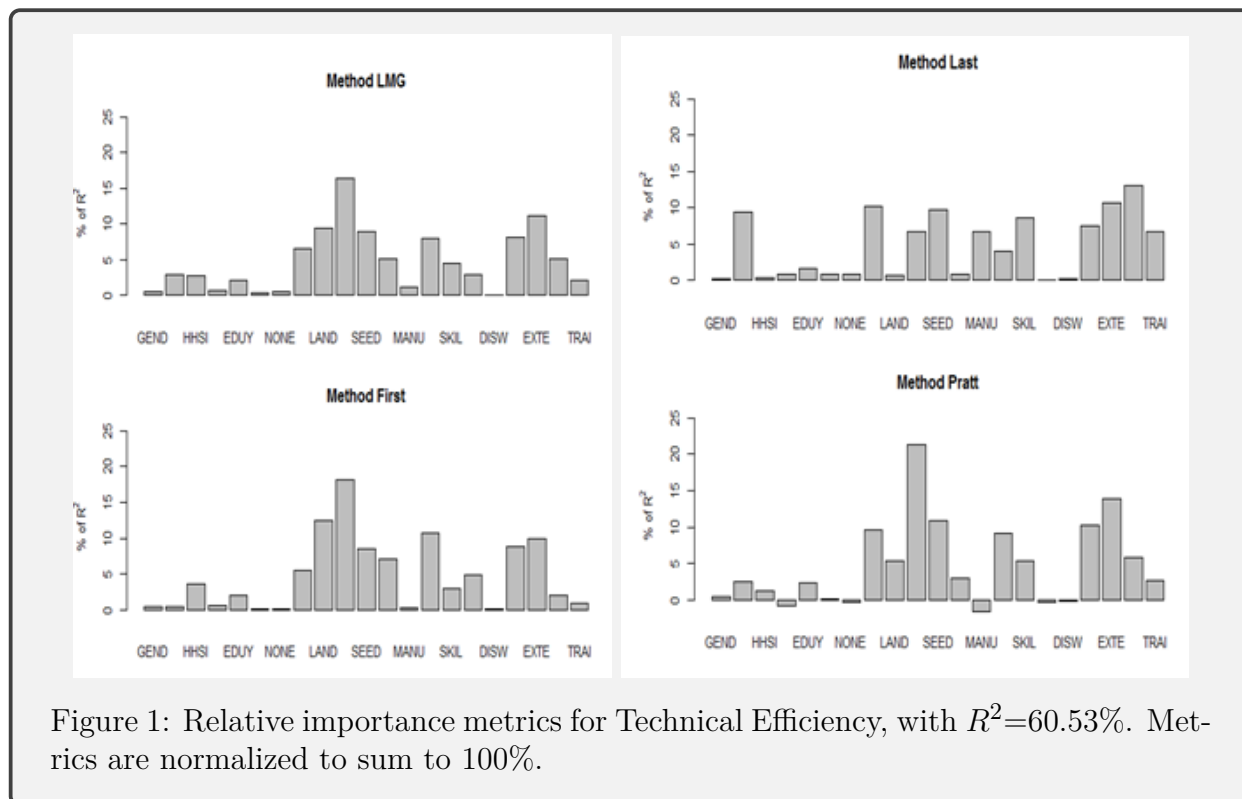 Method LMG
25
20
15
10
5
0
% of R²
GEND HHSI EDUY NONE LAND SEED MANU SKIL DISW EXTE TRAI
Method Last
25
20
15
10
5
0
% of R²
GEND HHSI EDUY NONE LAND SEED MANU SKIL DISW EXTE TRAI
Method First
25
20
15
10
5
0
% of R²
GEND HHSI EDUY NONE LAND SEED MANU SKIL DISW EXTE TRAI
Method Pratt
25
20
15
10
5
0
% of R²
GEND HHSI EDUY NONE LAND SEED MANU SKIL DISW EXTE TRAI
Figure 1: Relative importance metrics for Technical Efficiency, with R²=60.53%. Met-
rics are normalized to sum to 100%.